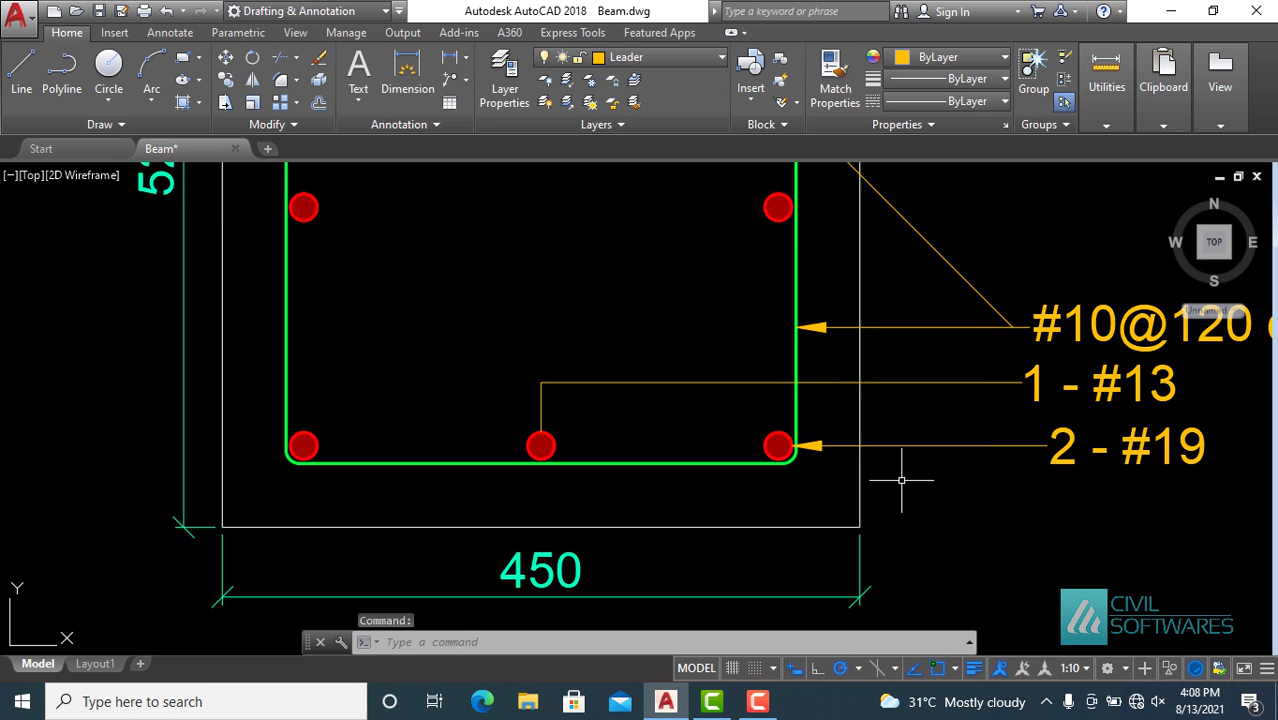 Autodesk AutoCAD 2018 Beam.dwg
Drafting & Annotation
Type a keyword or phrase
Sign In
Home Insert Annotate Parametric View Manage Output Add-ins A360 Express Tools Featured Apps
Line Polyline Circle Arc
Text Dimension
Layer Properties
Leader
Insert
Match Properties
ByLayer
ByLayer
ByLayer
Group
Utilities
Clipboard
View
Draw Modify Annotation Layers Block Properties Groups
Start Beam*
[−][Top][2D Wireframe]
N
W TOP E
S
Unnamed
#10@120
1 - #13
2 - #19
450
Y
X
CIVIL
SOFTWARES
Command:
Type a command
Model Layout1
MODEL
1:10
Type here to search
31°C Mostly cloudy
4:08 PM
8/13/2021
3